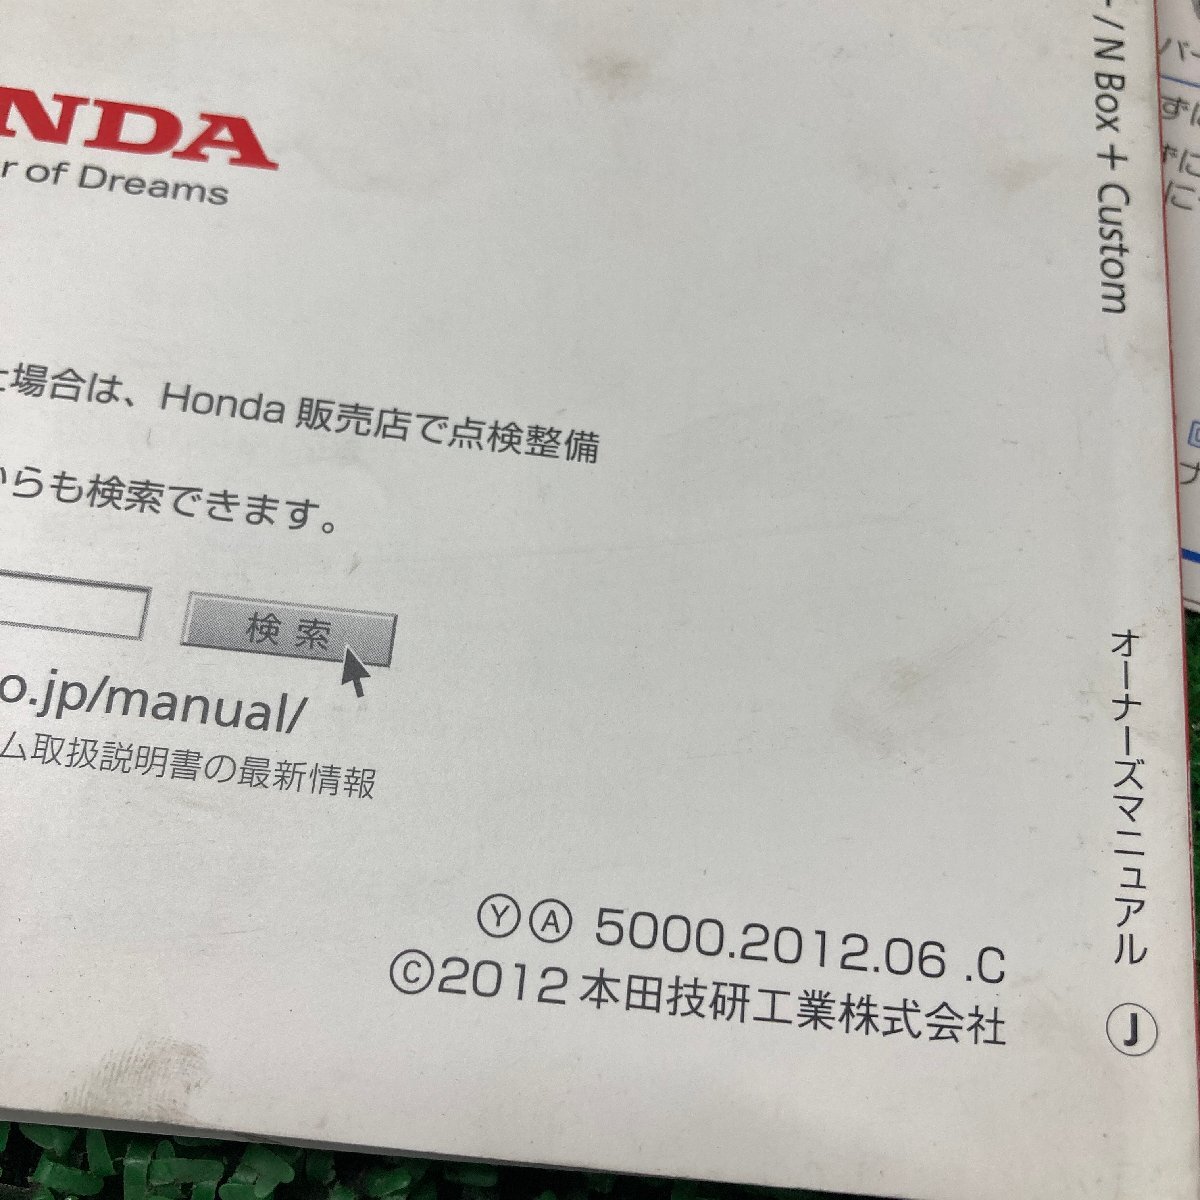 NDA
r of Dreams
場合は、Honda 販売店で点検整備
らも検索できます。
検索
o.jp/manual/
ム取扱説明書の最新情報
Ⓨ Ⓐ 5000.2012.06 .C
©2012 本田技研工業株式会社
/ N Box + Custom
オーナーズマニュアル Ⓙ